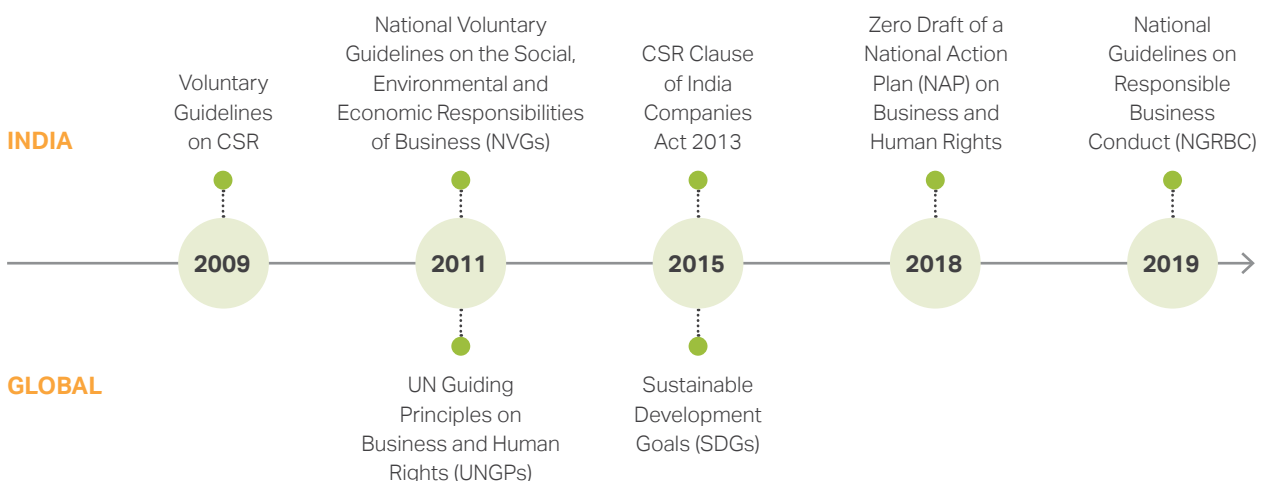 Voluntary
Guidelines
on CSR
National Voluntary
Guidelines on the Social,
Environmental and
Economic Responsibilities
of Business (NVGs)
CSR Clause
of India
Companies
Act 2013
Zero Draft of a
National Action
Plan (NAP) on
Business and
Human Rights
National
Guidelines on
Responsible
Business
Conduct (NGRBC)
INDIA
2009
2011
2015
2018
2019
GLOBAL
UN Guiding
Principles on
Business and Human
Rights (UNGPs)
Sustainable
Development
Goals (SDGs)